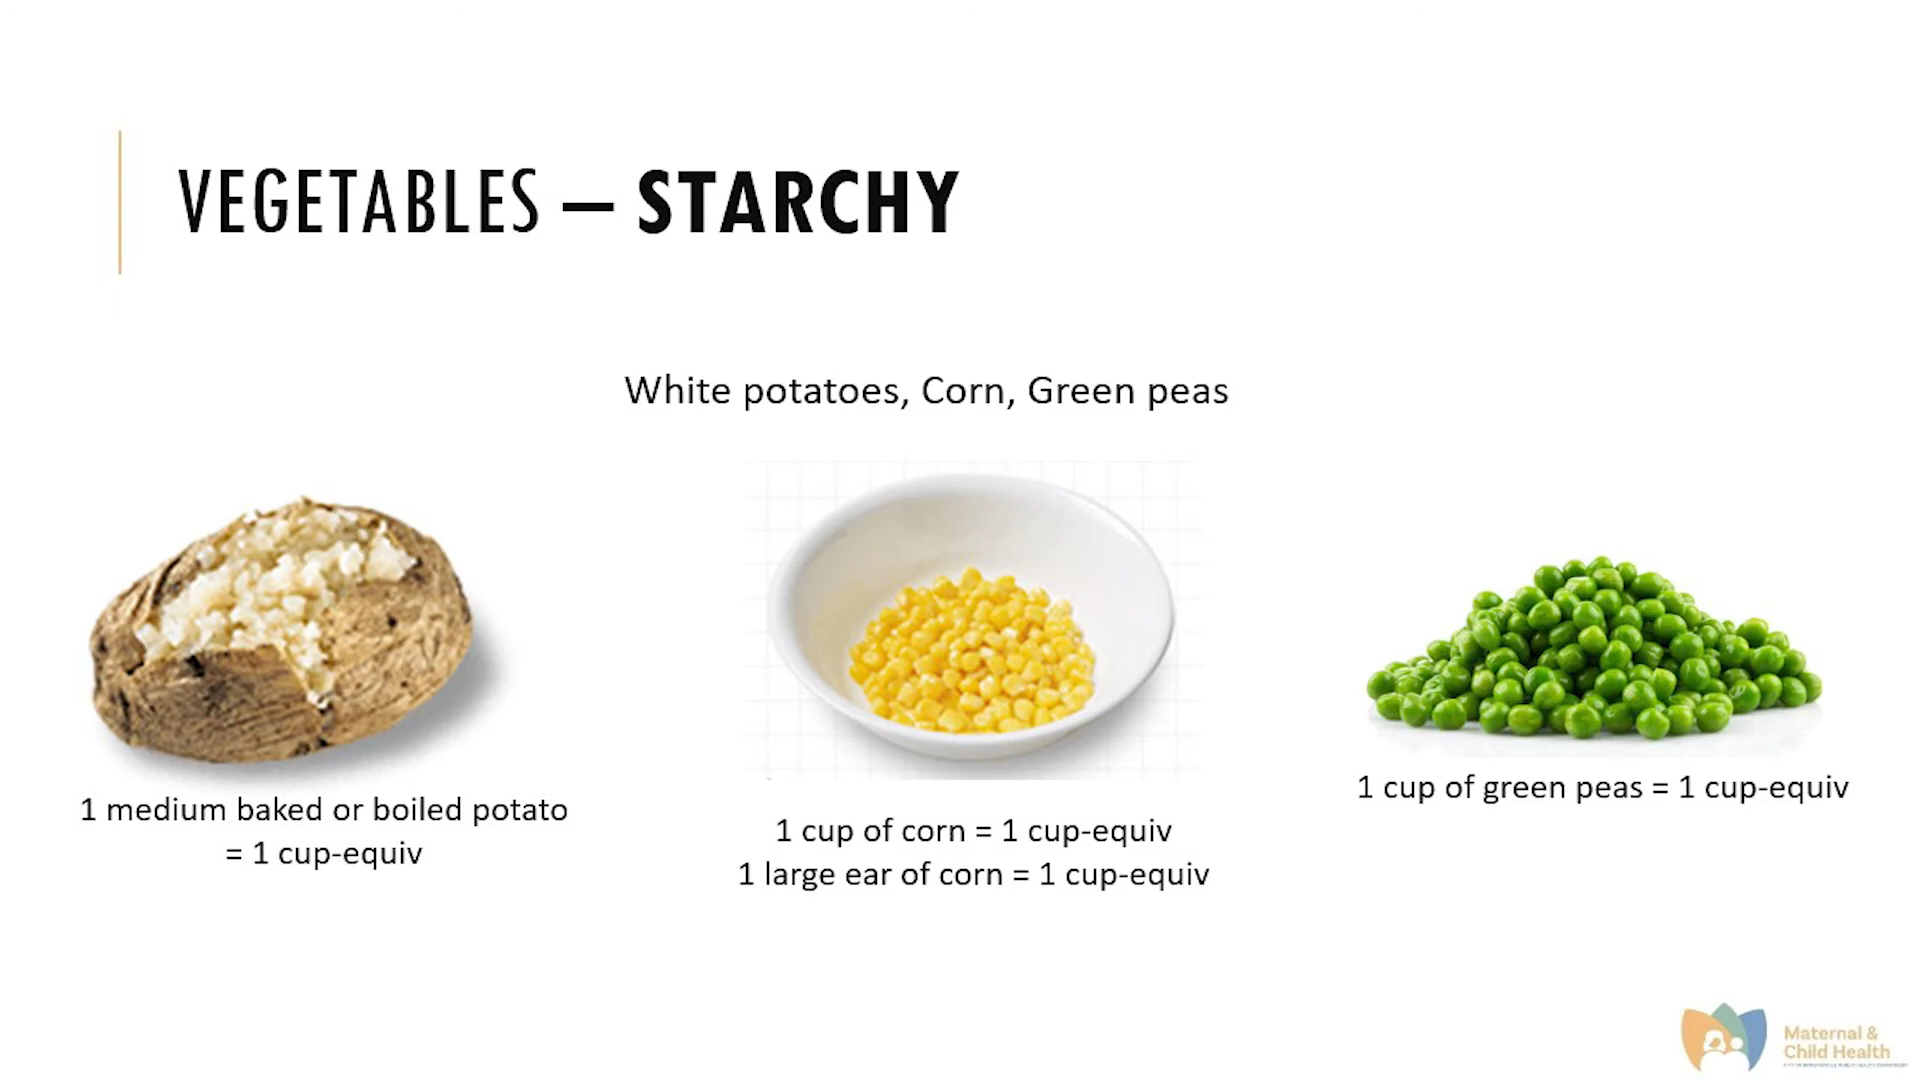 VEGETABLES – STARCHY
White potatoes, Corn, Green peas
1 medium baked or boiled potato
= 1 cup-equiv
1 cup of corn = 1 cup-equiv
1 large ear of corn = 1 cup-equiv
1 cup of green peas = 1 cup-equiv
Maternal &
Child Health